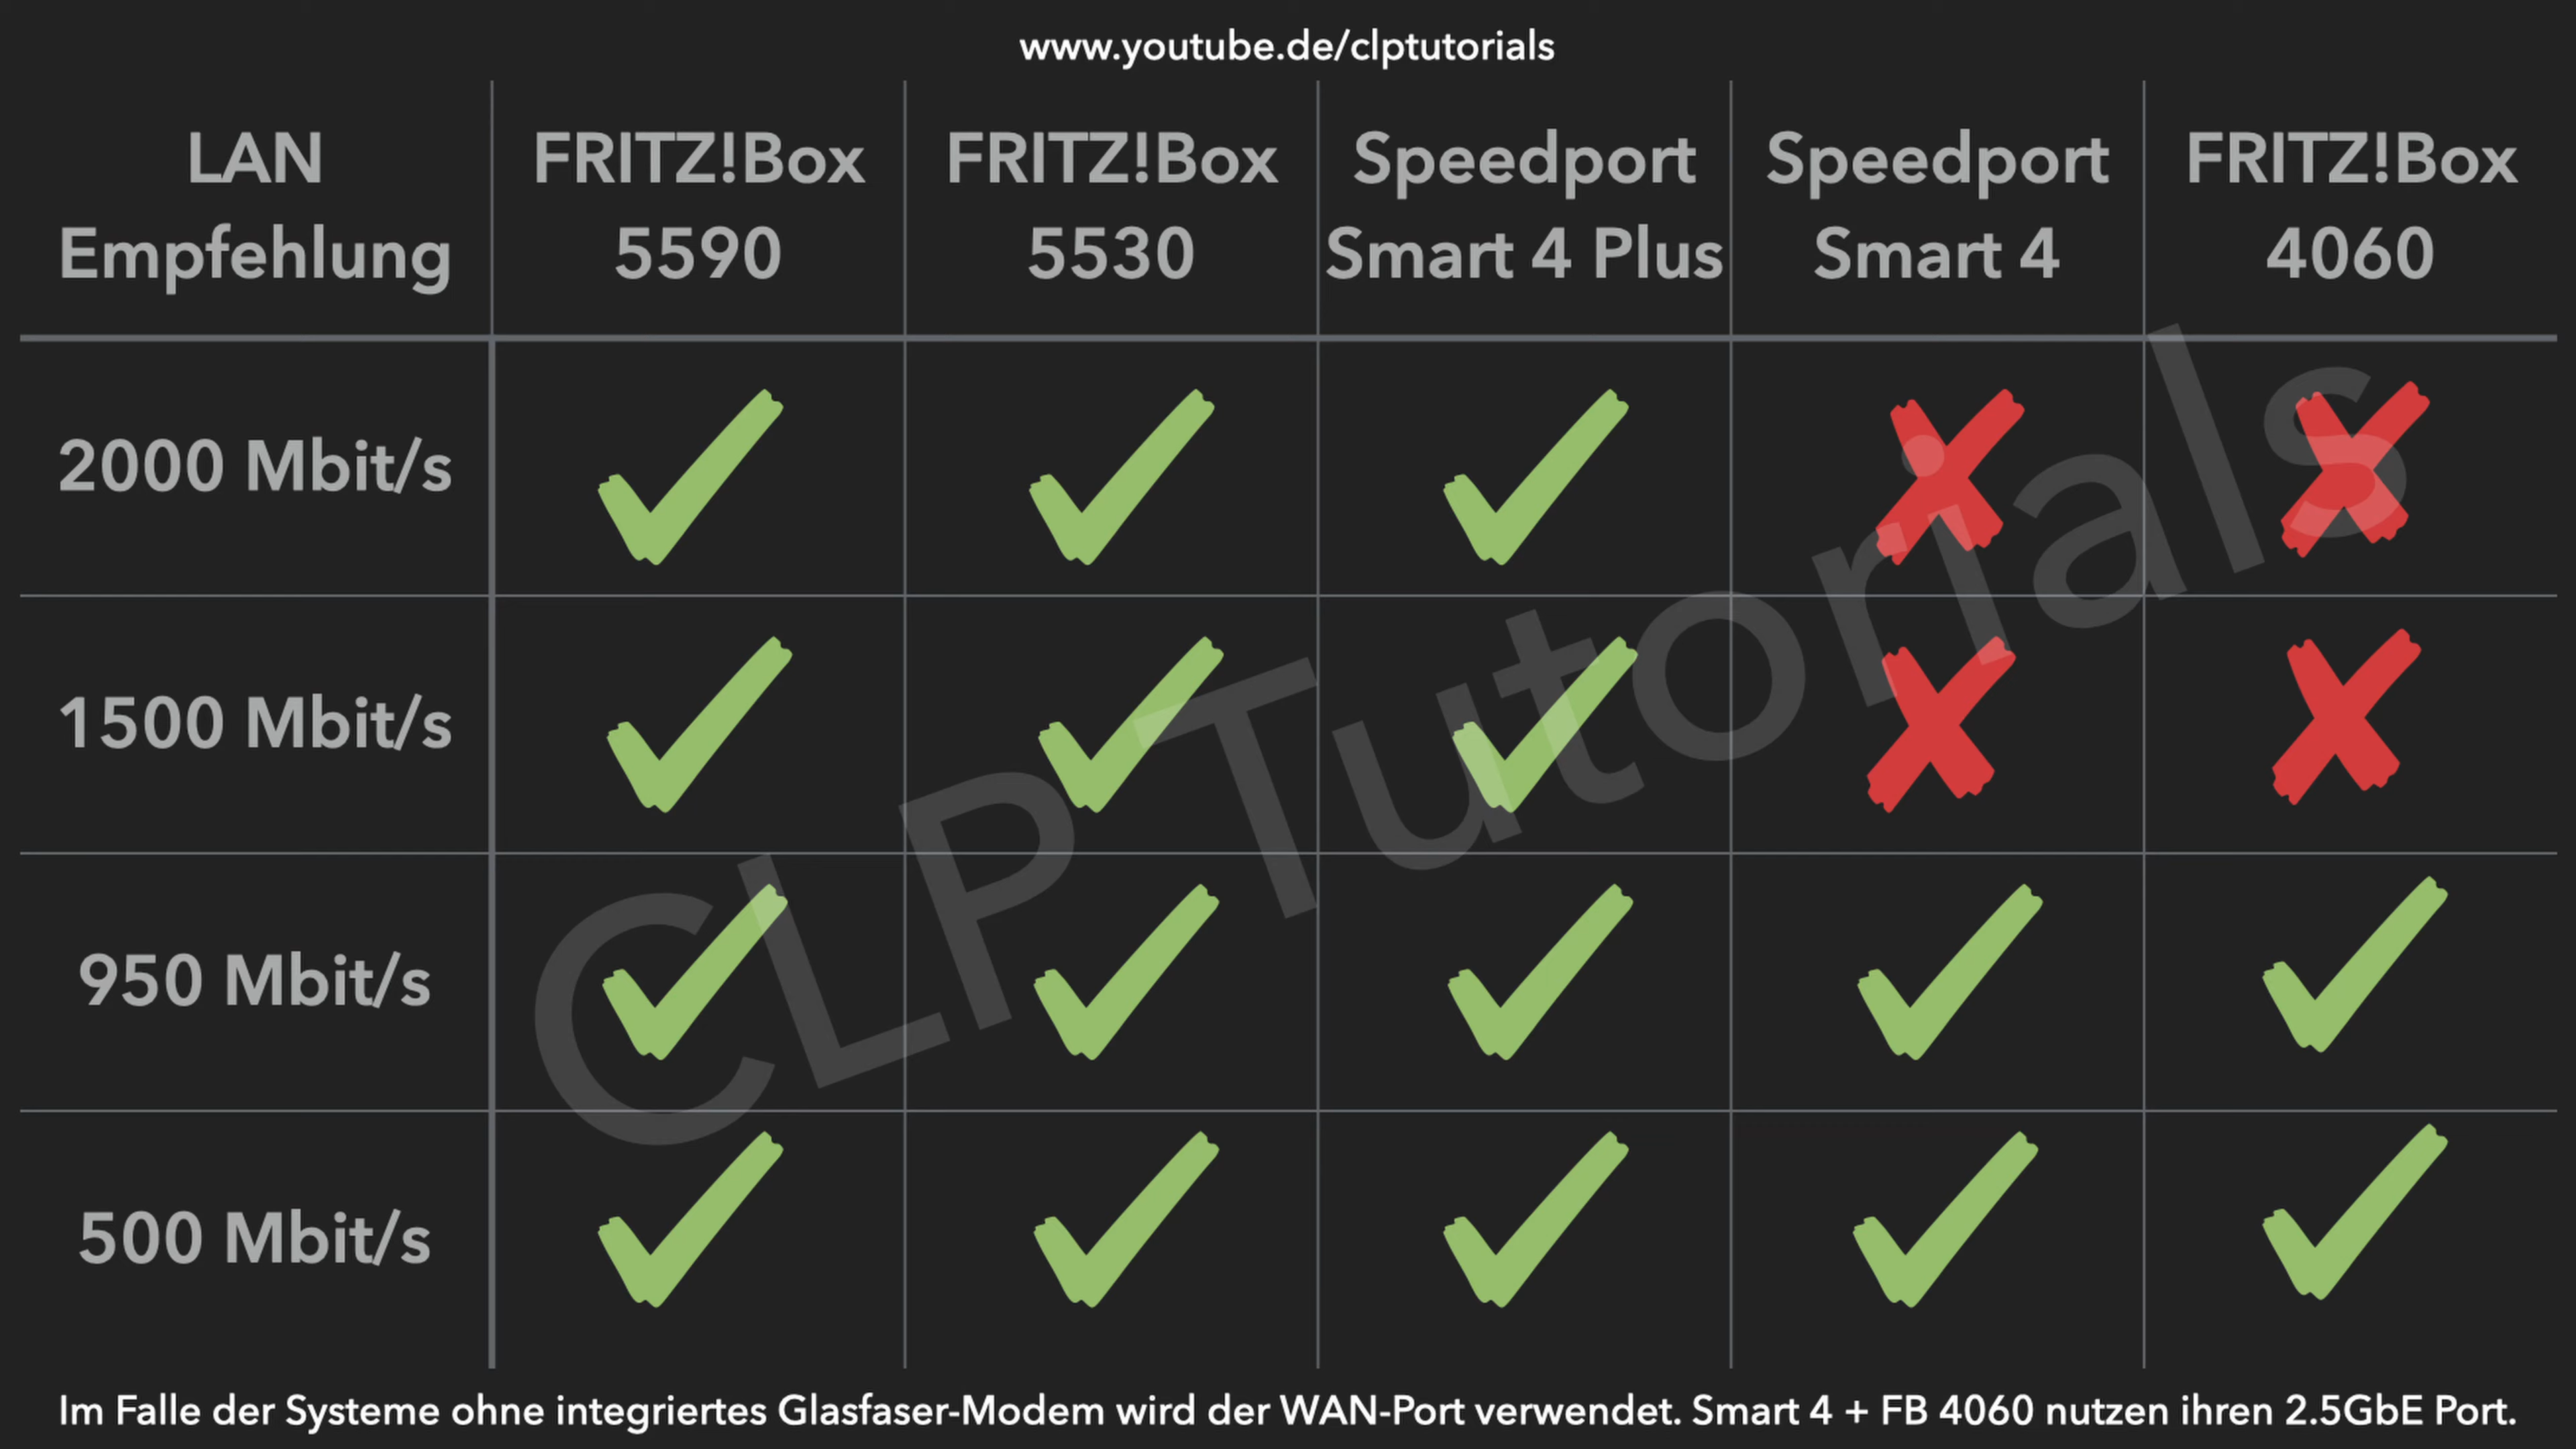 www.youtube.de/clptutorials
LAN Empfehlung
FRITZ!Box 5590
FRITZ!Box 5530
Speedport Smart 4 Plus
Speedport Smart 4
FRITZ!Box 4060
2000 Mbit/s
1500 Mbit/s
950 Mbit/s
500 Mbit/s
CLP Tutorials
Im Falle der Systeme ohne integriertes Glasfaser-Modem wird der WAN-Port verwendet. Smart 4 + FB 4060 nutzen ihren 2.5GbE Port.